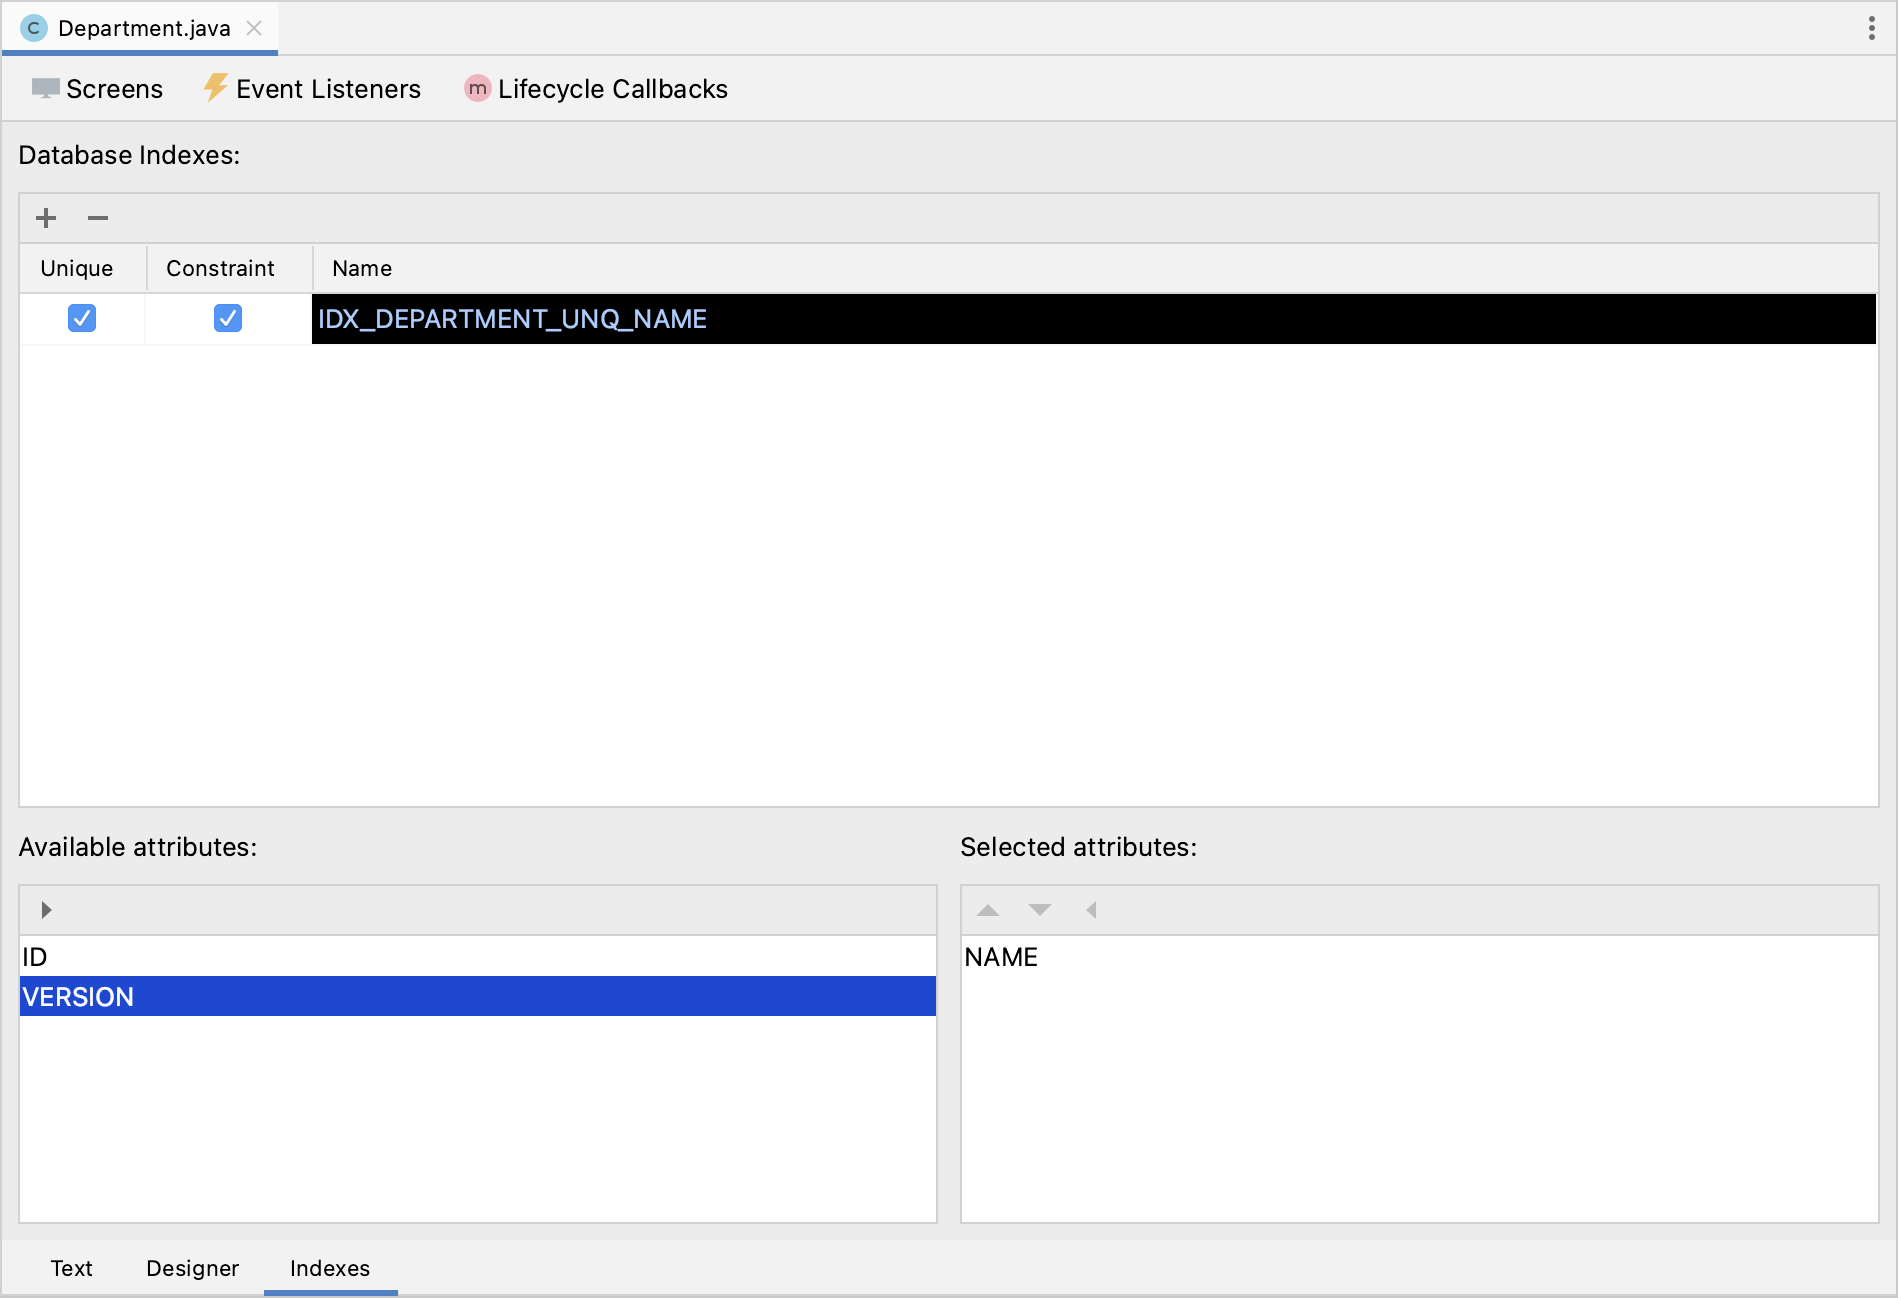 C Department.java
Screens Event Listeners m Lifecycle Callbacks
Database Indexes:
Unique Constraint Name
IDX_DEPARTMENT_UNQ_NAME
Available attributes: Selected attributes:
ID NAME
VERSION
Text Designer Indexes